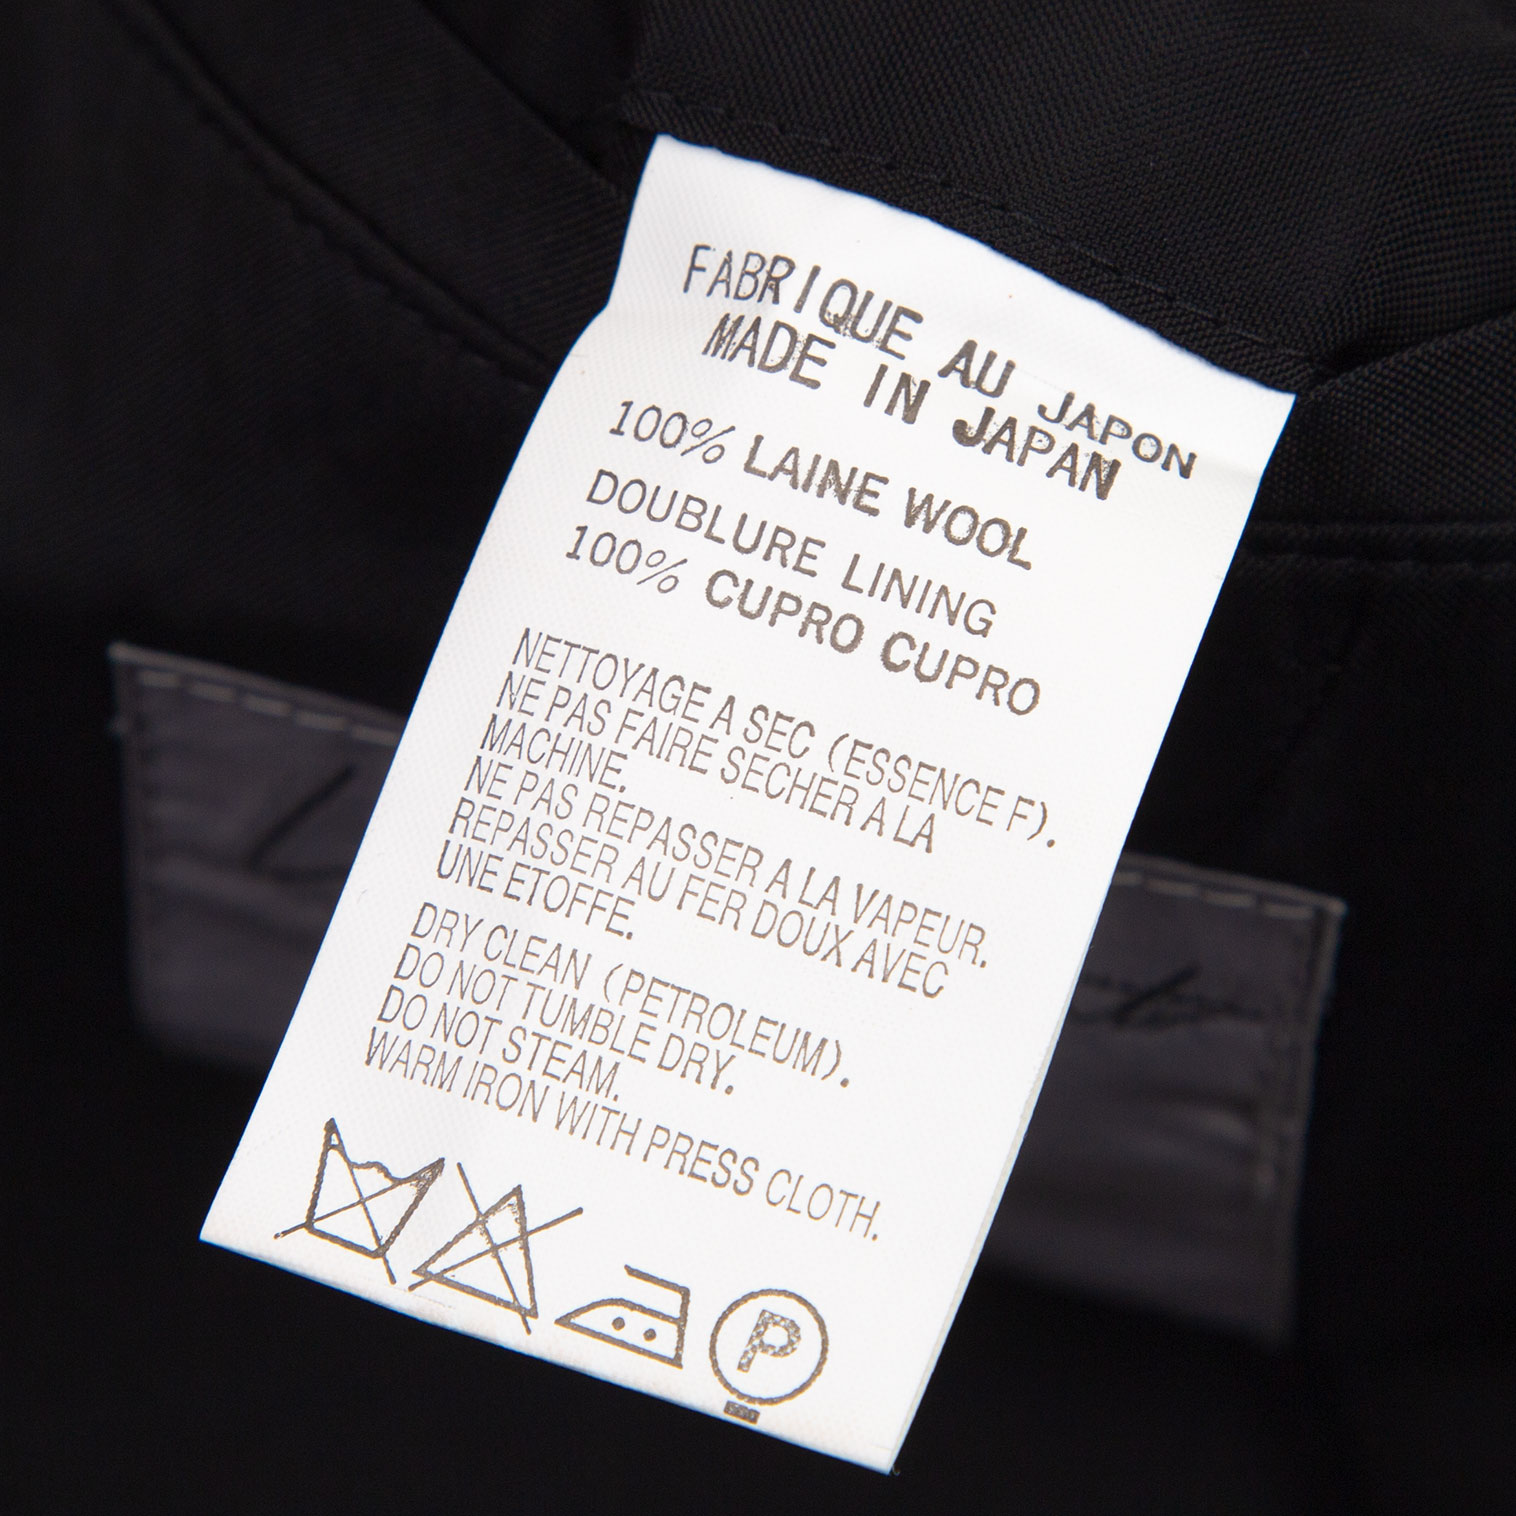 FABRIQUE AU JAPON
MADE IN JAPAN
100% LAINE WOOL
DOUBLURE LINING
100% CUPRO CUPRO
NETTOYAGE A SEC (ESSENCE F).
NE PAS FAIRE SECHER A LA
MACHINE.
NE PAS REPASSER A LA VAPEUR.
REPASSER AU FER DOUX AVEC
UNE ETOFFE.
DRY CLEAN (PETROLEUM).
DO NOT TUMBLE DRY.
DO NOT STEAM.
WARM IRON WITH PRESS CLOTH.
P